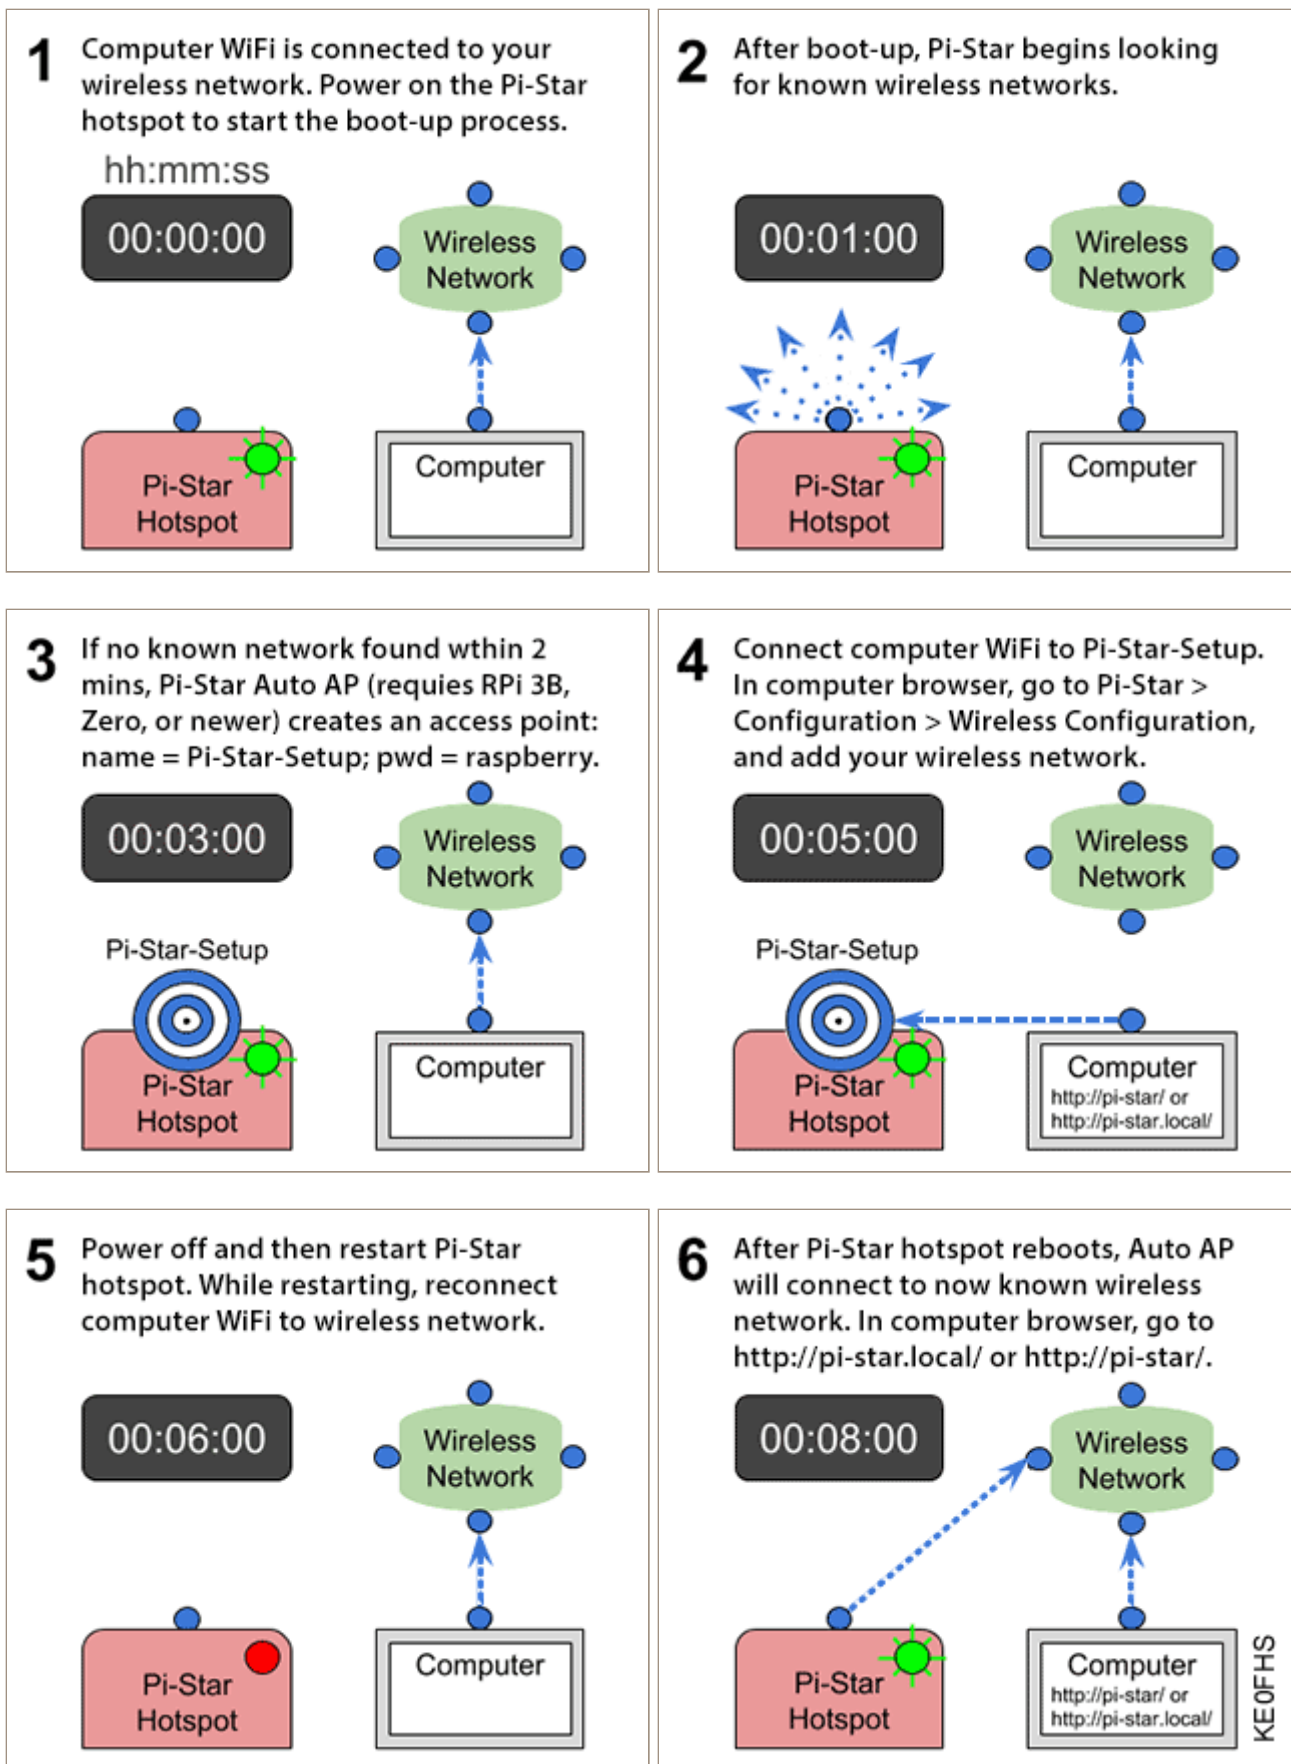 1
Computer WiFi is connected to your
wireless network. Power on the Pi-Star
hotspot to start the boot-up process.
hh:mm:ss
00:00:00
Wireless
Network
Pi-Star
Hotspot
Computer
2
After boot-up, Pi-Star begins looking
for known wireless networks.
00:01:00
Wireless
Network
Pi-Star
Hotspot
Computer
3
If no known network found wthin 2
mins, Pi-Star Auto AP (requies RPi 3B,
Zero, or newer) creates an access point:
name = Pi-Star-Setup; pwd = raspberry.
00:03:00
Wireless
Network
Pi-Star-Setup
Pi-Star
Hotspot
Computer
4
Connect computer WiFi to Pi-Star-Setup.
In computer browser, go to Pi-Star >
Configuration > Wireless Configuration,
and add your wireless network.
00:05:00
Wireless
Network
Pi-Star-Setup
Pi-Star
Hotspot
Computer
http://pi-star/ or
http://pi-star.local/
5
Power off and then restart Pi-Star
hotspot. While restarting, reconnect
computer WiFi to wireless network.
00:06:00
Wireless
Network
Pi-Star
Hotspot
Computer
6
After Pi-Star hotspot reboots, Auto AP
will connect to now known wireless
network. In computer browser, go to
http://pi-star.local/ or http://pi-star/.
00:08:00
Wireless
Network
Pi-Star
Hotspot
Computer
http://pi-star/ or
http://pi-star.local/
KE0FHS